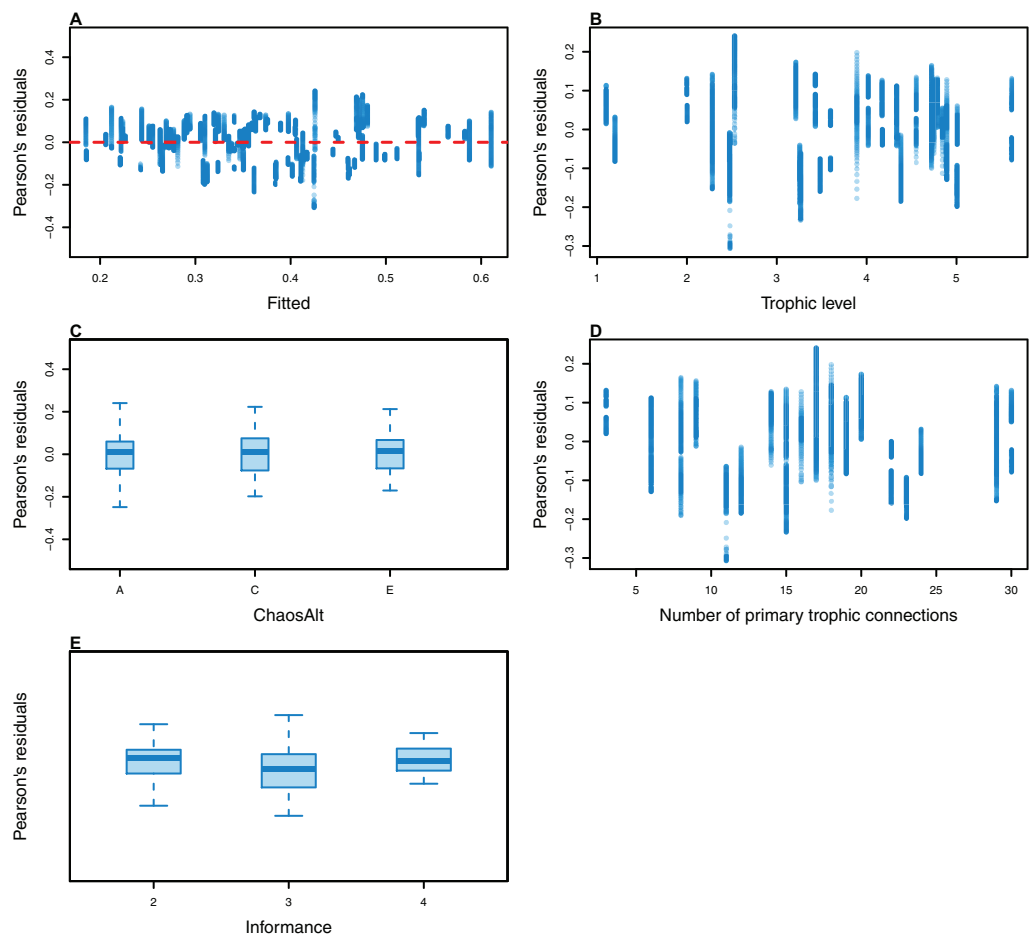 A
Pearson's residuals
0.4
0.2
0.0
−0.2
−0.4
0.2 0.3 0.4 0.5 0.6
Fitted
B
Pearson's residuals
0.2
0.1
0.0
−0.1
−0.2
−0.3
1 2 3 4 5
Trophic level
C
Pearson's residuals
0.4
0.2
0.0
−0.2
−0.4
A C E
ChaosAlt
D
Pearson's residuals
0.2
0.1
0.0
−0.1
−0.2
−0.3
5 10 15 20 25 30
Number of primary trophic connections
E
Pearson's residuals
2 3 4
Informance